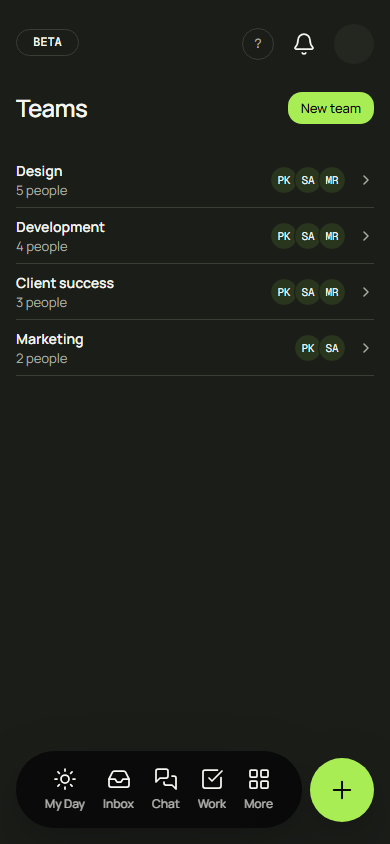 BETA
?
Teams
New team
Design
5 people
PK SA MR
Development
4 people
PK SA MR
Client success
3 people
PK SA MR
Marketing
2 people
PK SA
My Day Inbox Chat Work More